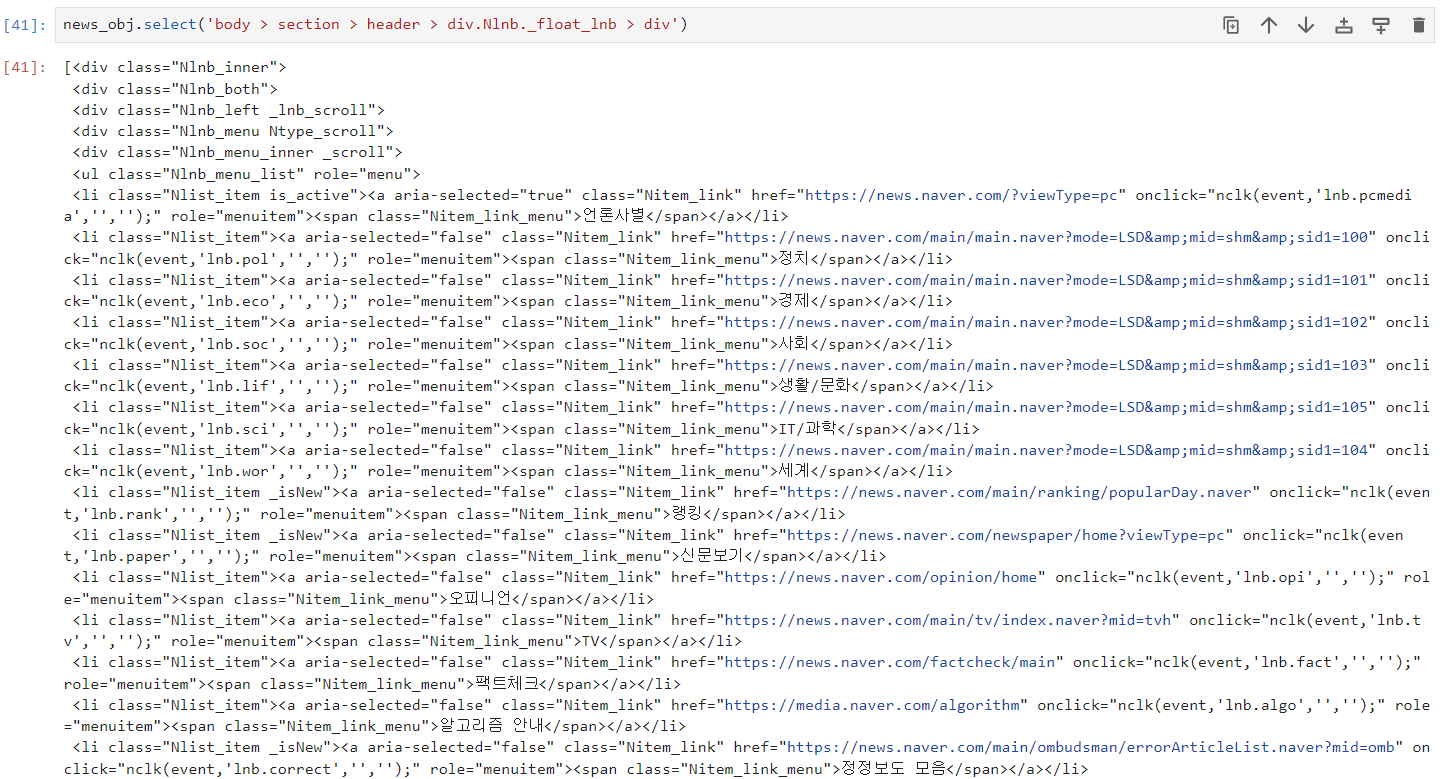 [41]: news_obj.select('body > section > header > div.Nlnb._float_lnb > div')
[41]: [<div class="Nlnb_inner">
<div class="Nlnb_both">
<div class="Nlnb_left _lnb_scroll">
<div class="Nlnb_menu Ntype_scroll">
<div class="Nlnb_menu_inner _scroll">
<ul class="Nlnb_menu_list" role="menu">
<li class="Nlist_item is_active"><a aria-selected="true" class="Nitem_link" href="https://news.naver.com/?viewType=pc" onclick="nclk(event,'lnb.pcmedi
a','','');" role="menuitem"><span class="Nitem_link_menu">언론사별</span></a></li>
<li class="Nlist_item"><a aria-selected="false" class="Nitem_link" href="https://news.naver.com/main/main.naver?mode=LSD&amp;mid=shm&amp;sid1=100" oncli
ck="nclk(event,'lnb.pol','','');" role="menuitem"><span class="Nitem_link_menu">정치</span></a></li>
<li class="Nlist_item"><a aria-selected="false" class="Nitem_link" href="https://news.naver.com/main/main.naver?mode=LSD&amp;mid=shm&amp;sid1=101" oncli
ck="nclk(event,'lnb.eco','','');" role="menuitem"><span class="Nitem_link_menu">경제</span></a></li>
<li class="Nlist_item"><a aria-selected="false" class="Nitem_link" href="https://news.naver.com/main/main.naver?mode=LSD&amp;mid=shm&amp;sid1=102" oncli
ck="nclk(event,'lnb.soc','','');" role="menuitem"><span class="Nitem_link_menu">사회</span></a></li>
<li class="Nlist_item"><a aria-selected="false" class="Nitem_link" href="https://news.naver.com/main/main.naver?mode=LSD&amp;mid=shm&amp;sid1=103" oncli
ck="nclk(event,'lnb.lif','','');" role="menuitem"><span class="Nitem_link_menu">생활/문화</span></a></li>
<li class="Nlist_item"><a aria-selected="false" class="Nitem_link" href="https://news.naver.com/main/main.naver?mode=LSD&amp;mid=shm&amp;sid1=105" oncli
ck="nclk(event,'lnb.sci','','');" role="menuitem"><span class="Nitem_link_menu">IT/과학</span></a></li>
<li class="Nlist_item"><a aria-selected="false" class="Nitem_link" href="https://news.naver.com/main/main.naver?mode=LSD&amp;mid=shm&amp;sid1=104" oncli
ck="nclk(event,'lnb.wor','','');" role="menuitem"><span class="Nitem_link_menu">세계</span></a></li>
<li class="Nlist_item _isNew"><a aria-selected="false" class="Nitem_link" href="https://news.naver.com/main/ranking/popularDay.naver" onclick="nclk(even
t,'lnb.rank','','');" role="menuitem"><span class="Nitem_link_menu">랭킹</span></a></li>
<li class="Nlist_item _isNew"><a aria-selected="false" class="Nitem_link" href="https://news.naver.com/newspaper/home?viewType=pc" onclick="nclk(even
t,'lnb.paper','','');" role="menuitem"><span class="Nitem_link_menu">신문보기</span></a></li>
<li class="Nlist_item"><a aria-selected="false" class="Nitem_link" href="https://news.naver.com/opinion/home" onclick="nclk(event,'lnb.opi','','');" rol
e="menuitem"><span class="Nitem_link_menu">오피니언</span></a></li>
<li class="Nlist_item"><a aria-selected="false" class="Nitem_link" href="https://news.naver.com/main/tv/index.naver?mid=tvh" onclick="nclk(event,'lnb.t
v','','');" role="menuitem"><span class="Nitem_link_menu">TV</span></a></li>
<li class="Nlist_item"><a aria-selected="false" class="Nitem_link" href="https://news.naver.com/factcheck/main" onclick="nclk(event,'lnb.fact','','');"
role="menuitem"><span class="Nitem_link_menu">팩트체크</span></a></li>
<li class="Nlist_item"><a aria-selected="false" class="Nitem_link" href="https://media.naver.com/algorithm" onclick="nclk(event,'lnb.algo','','');" role
="menuitem"><span class="Nitem_link_menu">알고리즘 안내</span></a></li>
<li class="Nlist_item _isNew"><a aria-selected="false" class="Nitem_link" href="https://news.naver.com/main/ombudsman/errorArticleList.naver?mid=omb" on
click="nclk(event,'lnb.correct','','');" role="menuitem"><span class="Nitem_link_menu">정정보도 모음</span></a></li>